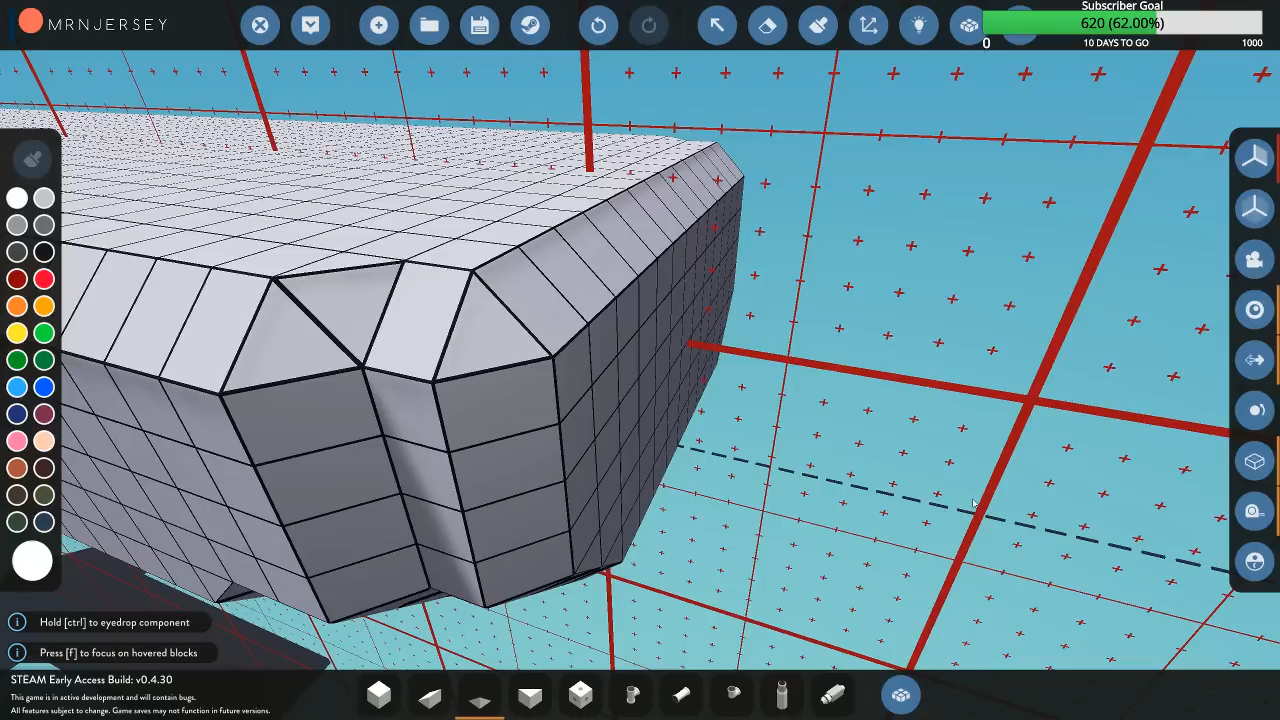 MRNJERSEY
Subscriber Goal
620 (62.00%)
0
10 DAYS TO GO
1000
Hold [ctrl] to eyedrop component
Press [f] to focus on hovered blocks
STEAM Early Access Build: v0.4.30
This game is in active development and will contain bugs.
All features subject to change. Game saves may not function in future versions.